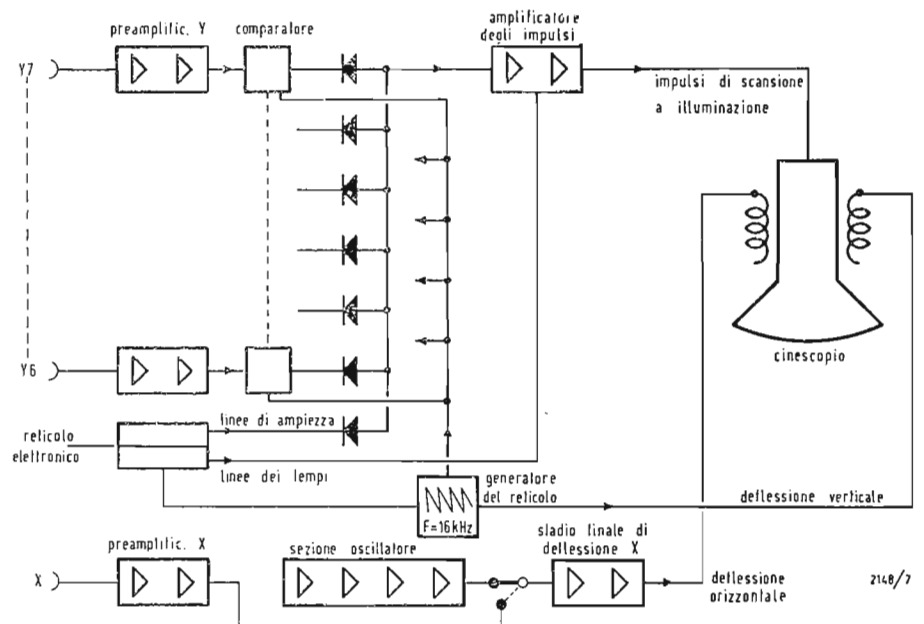 preamplific. Y
comparatore
amplificatore
degli impulsi
Y7
impulsi di scansione
a illuminazione
cinescopio
Y6
linee di ampiezza
reticolo
elettronico
linee dei tempi
generatore
del reticolo
F=16kHz
deflessione verticale
preamplific. X
sezione oscillatore
stadio finale di
deflessione X
X
deflessione
orizzontale
2148/7